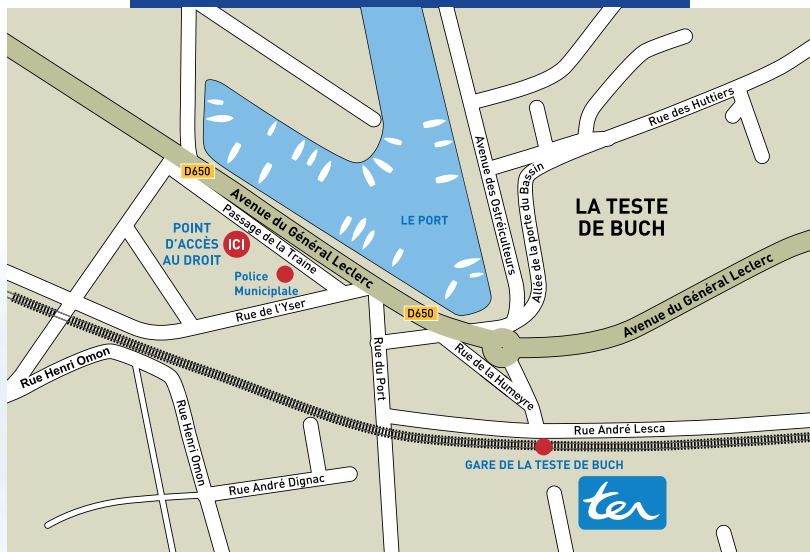 D650
Avenue du Général Leclerc
Passage de la Traine
POINT
D'ACCÈS
AU DROIT
ICI
Police
Municiplale
Rue de l'Yser
LE PORT
Avenue des Ostréiculteurs
Allée de la porte du Bassin
Rue des Huttiers
LA TESTE
DE BUCH
Avenue du Général Leclerc
D650
Rue du Port
Rue de la Humeyre
Rue Henri Omon
Rue Henri Omon
Rue André Dignac
Rue André Lesca
GARE DE LA TESTE DE BUCH
ter